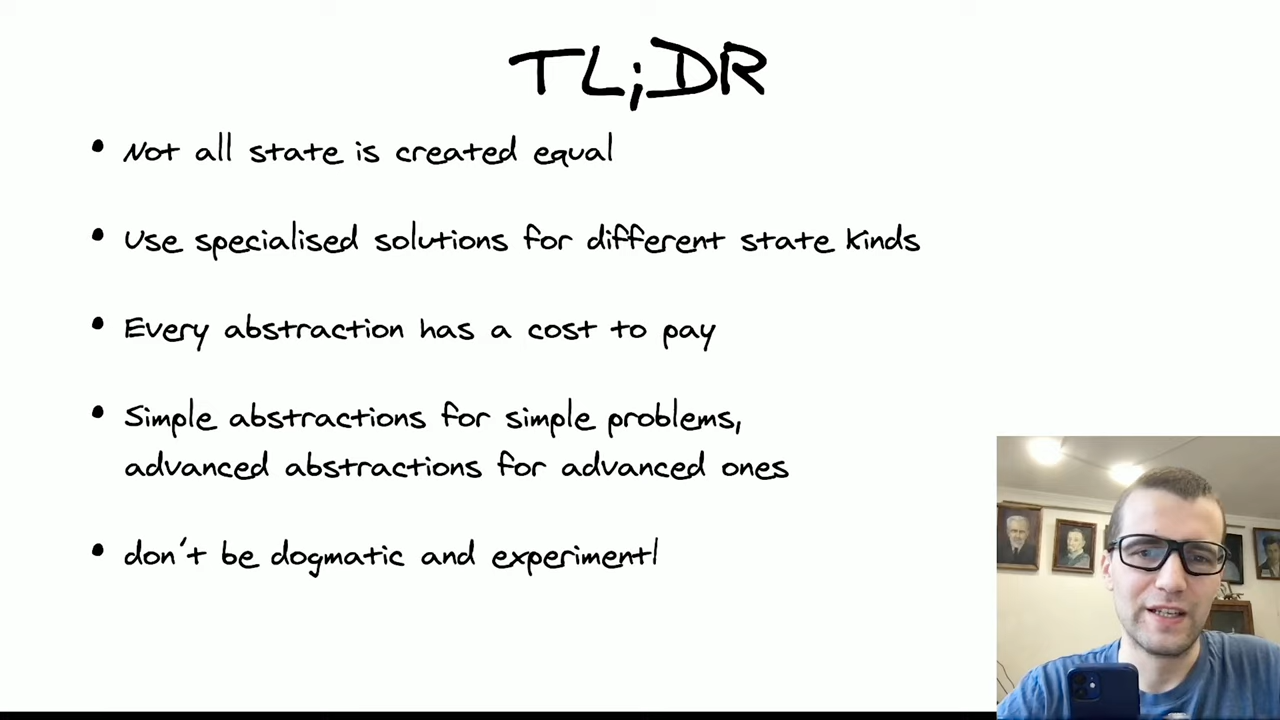 TL;DR
• Not all state is created equal
• Use specialised solutions for different state kinds
• Every abstraction has a cost to pay
• Simple abstractions for simple problems,
advanced abstractions for advanced ones
• don't be dogmatic and experiment!